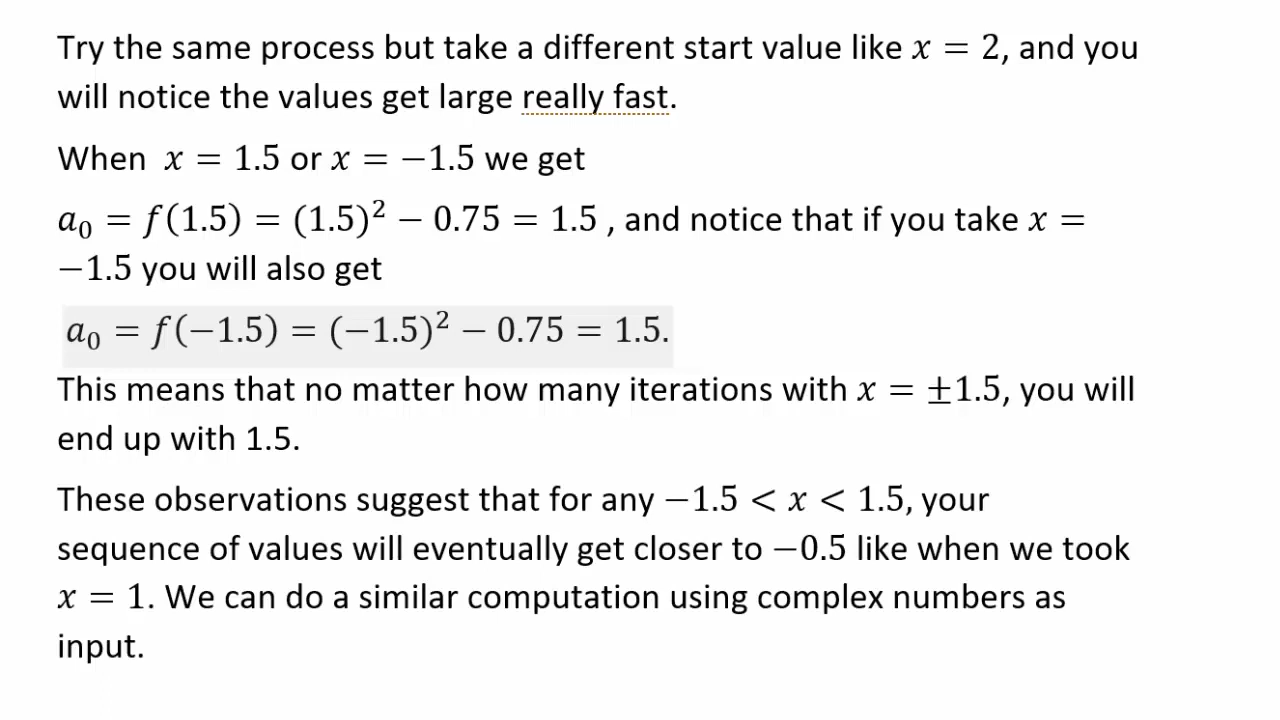 Try the same process but take a different start value like x = 2, and you
will notice the values get large really fast.
When x = 1.5 or x = −1.5 we get
a₀ = f(1.5) = (1.5)² − 0.75 = 1.5 , and notice that if you take x =
−1.5 you will also get
a₀ = f(−1.5) = (−1.5)² − 0.75 = 1.5.
This means that no matter how many iterations with x = ±1.5, you will
end up with 1.5.
These observations suggest that for any −1.5 < x < 1.5, your
sequence of values will eventually get closer to −0.5 like when we took
x = 1. We can do a similar computation using complex numbers as
input.